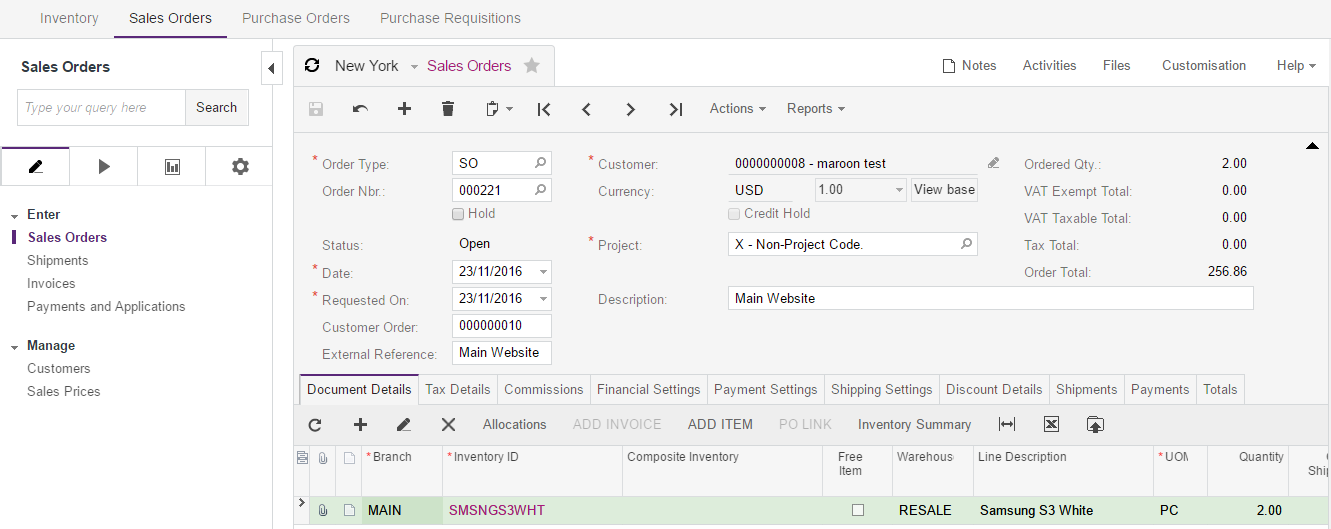 Inventory Sales Orders Purchase Orders Purchase Requisitions
Sales Orders
Type your query here Search
Enter
Sales Orders
Shipments
Invoices
Payments and Applications
Manage
Customers
Sales Prices
New York Sales Orders
Notes Activities Files Customisation Help
Actions Reports
* Order Type: SO
Order Nbr.: 000221
Hold
Status: Open
* Date: 23/11/2016
* Requested On: 23/11/2016
Customer Order: 000000010
External Reference: Main Website
* Customer: 0000000008 - maroon test
Currency: USD 1.00 View base
Credit Hold
* Project: X - Non-Project Code.
Description: Main Website
Ordered Qty.: 2.00
VAT Exempt Total: 0.00
VAT Taxable Total: 0.00
Tax Total: 0.00
Order Total: 256.86
Document Details Tax Details Commissions Financial Settings Payment Settings Shipping Settings Discount Details Shipments Payments Totals
Allocations ADD INVOICE ADD ITEM PO LINK Inventory Summary
* Branch * Inventory ID Composite Inventory Free Item Warehouse Line Description * UOM Quantity
Ship
MAIN SMSNGS3WHT RESALE Samsung S3 White PC 2.00